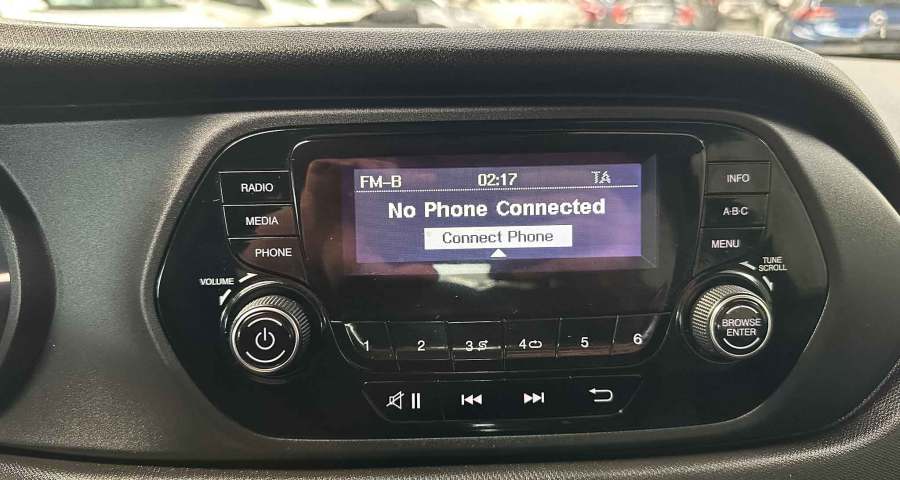 FM-B 02:17 TA
No Phone Connected
Connect Phone
RADIO
MEDIA
PHONE
VOLUME
INFO
A-B-C
MENU
TUNE
SCROLL
BROWSE
ENTER
1 2 3 4 5 6